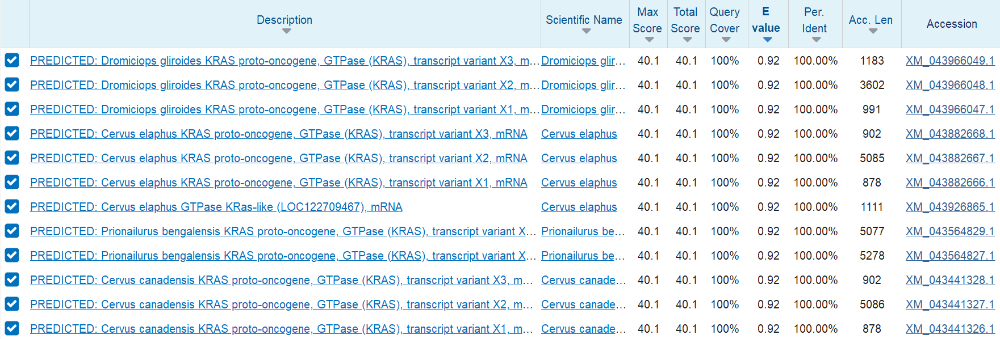 Description Scientific Name Max Score Total Score Query Cover E value Per. Ident Acc. Len Accession
PREDICTED: Dromiciops gliroides KRAS proto-oncogene, GTPase (KRAS), transcript variant X3, m... Dromiciops glir... 40.1 40.1 100% 0.92 100.00% 1183 XM_043966049.1
PREDICTED: Dromiciops gliroides KRAS proto-oncogene, GTPase (KRAS), transcript variant X2, m... Dromiciops glir... 40.1 40.1 100% 0.92 100.00% 3602 XM_043966048.1
PREDICTED: Dromiciops gliroides KRAS proto-oncogene, GTPase (KRAS), transcript variant X1, m... Dromiciops glir... 40.1 40.1 100% 0.92 100.00% 991 XM_043966047.1
PREDICTED: Cervus elaphus KRAS proto-oncogene, GTPase (KRAS), transcript variant X3, mRNA Cervus elaphus 40.1 40.1 100% 0.92 100.00% 902 XM_043882668.1
PREDICTED: Cervus elaphus KRAS proto-oncogene, GTPase (KRAS), transcript variant X2, mRNA Cervus elaphus 40.1 40.1 100% 0.92 100.00% 5085 XM_043882667.1
PREDICTED: Cervus elaphus KRAS proto-oncogene, GTPase (KRAS), transcript variant X1, mRNA Cervus elaphus 40.1 40.1 100% 0.92 100.00% 878 XM_043882666.1
PREDICTED: Cervus elaphus GTPase KRas-like (LOC122709467), mRNA Cervus elaphus 40.1 40.1 100% 0.92 100.00% 1111 XM_043926865.1
PREDICTED: Prionailurus bengalensis KRAS proto-oncogene, GTPase (KRAS), transcript variant X... Prionailurus be... 40.1 40.1 100% 0.92 100.00% 5077 XM_043564829.1
PREDICTED: Prionailurus bengalensis KRAS proto-oncogene, GTPase (KRAS), transcript variant X... Prionailurus be... 40.1 40.1 100% 0.92 100.00% 5278 XM_043564827.1
PREDICTED: Cervus canadensis KRAS proto-oncogene, GTPase (KRAS), transcript variant X3, m... Cervus canade... 40.1 40.1 100% 0.92 100.00% 902 XM_043441328.1
PREDICTED: Cervus canadensis KRAS proto-oncogene, GTPase (KRAS), transcript variant X2, m... Cervus canade... 40.1 40.1 100% 0.92 100.00% 5086 XM_043441327.1
PREDICTED: Cervus canadensis KRAS proto-oncogene, GTPase (KRAS), transcript variant X1, m... Cervus canade... 40.1 40.1 100% 0.92 100.00% 878 XM_043441326.1